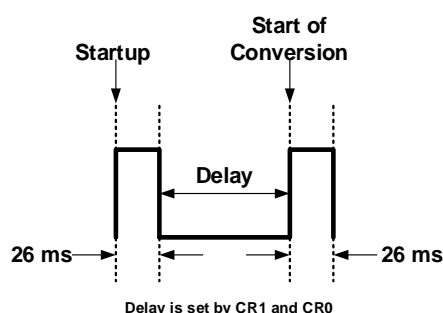 Startup
Start of
Conversion
Delay
26 ms
26 ms
Delay is set by CR1 and CR0